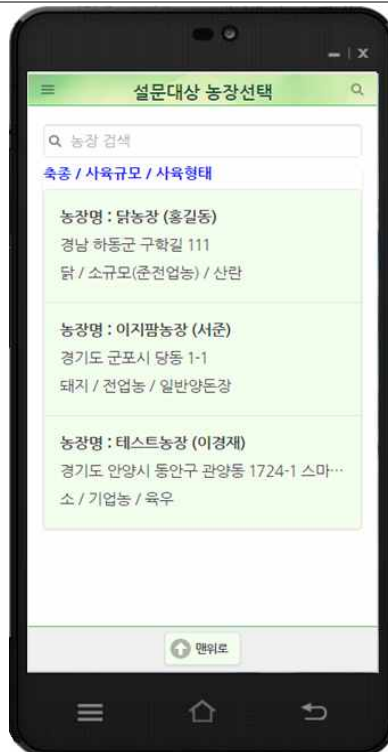 설문대상 농장선택
농장 검색
축종 / 사육규모 / 사육형태
농장명 : 닭농장 (홍길동)
경남 하동군 구학길 111
닭 / 소규모(준전업농) / 산란
농장명 : 이지팜농장 (서준)
경기도 군포시 당동 1-1
돼지 / 전업농 / 일반양돈장
농장명 : 테스트농장 (이경재)
경기도 안양시 동안구 관양동 1724-1 스마…
소 / 기업농 / 육우
맨위로